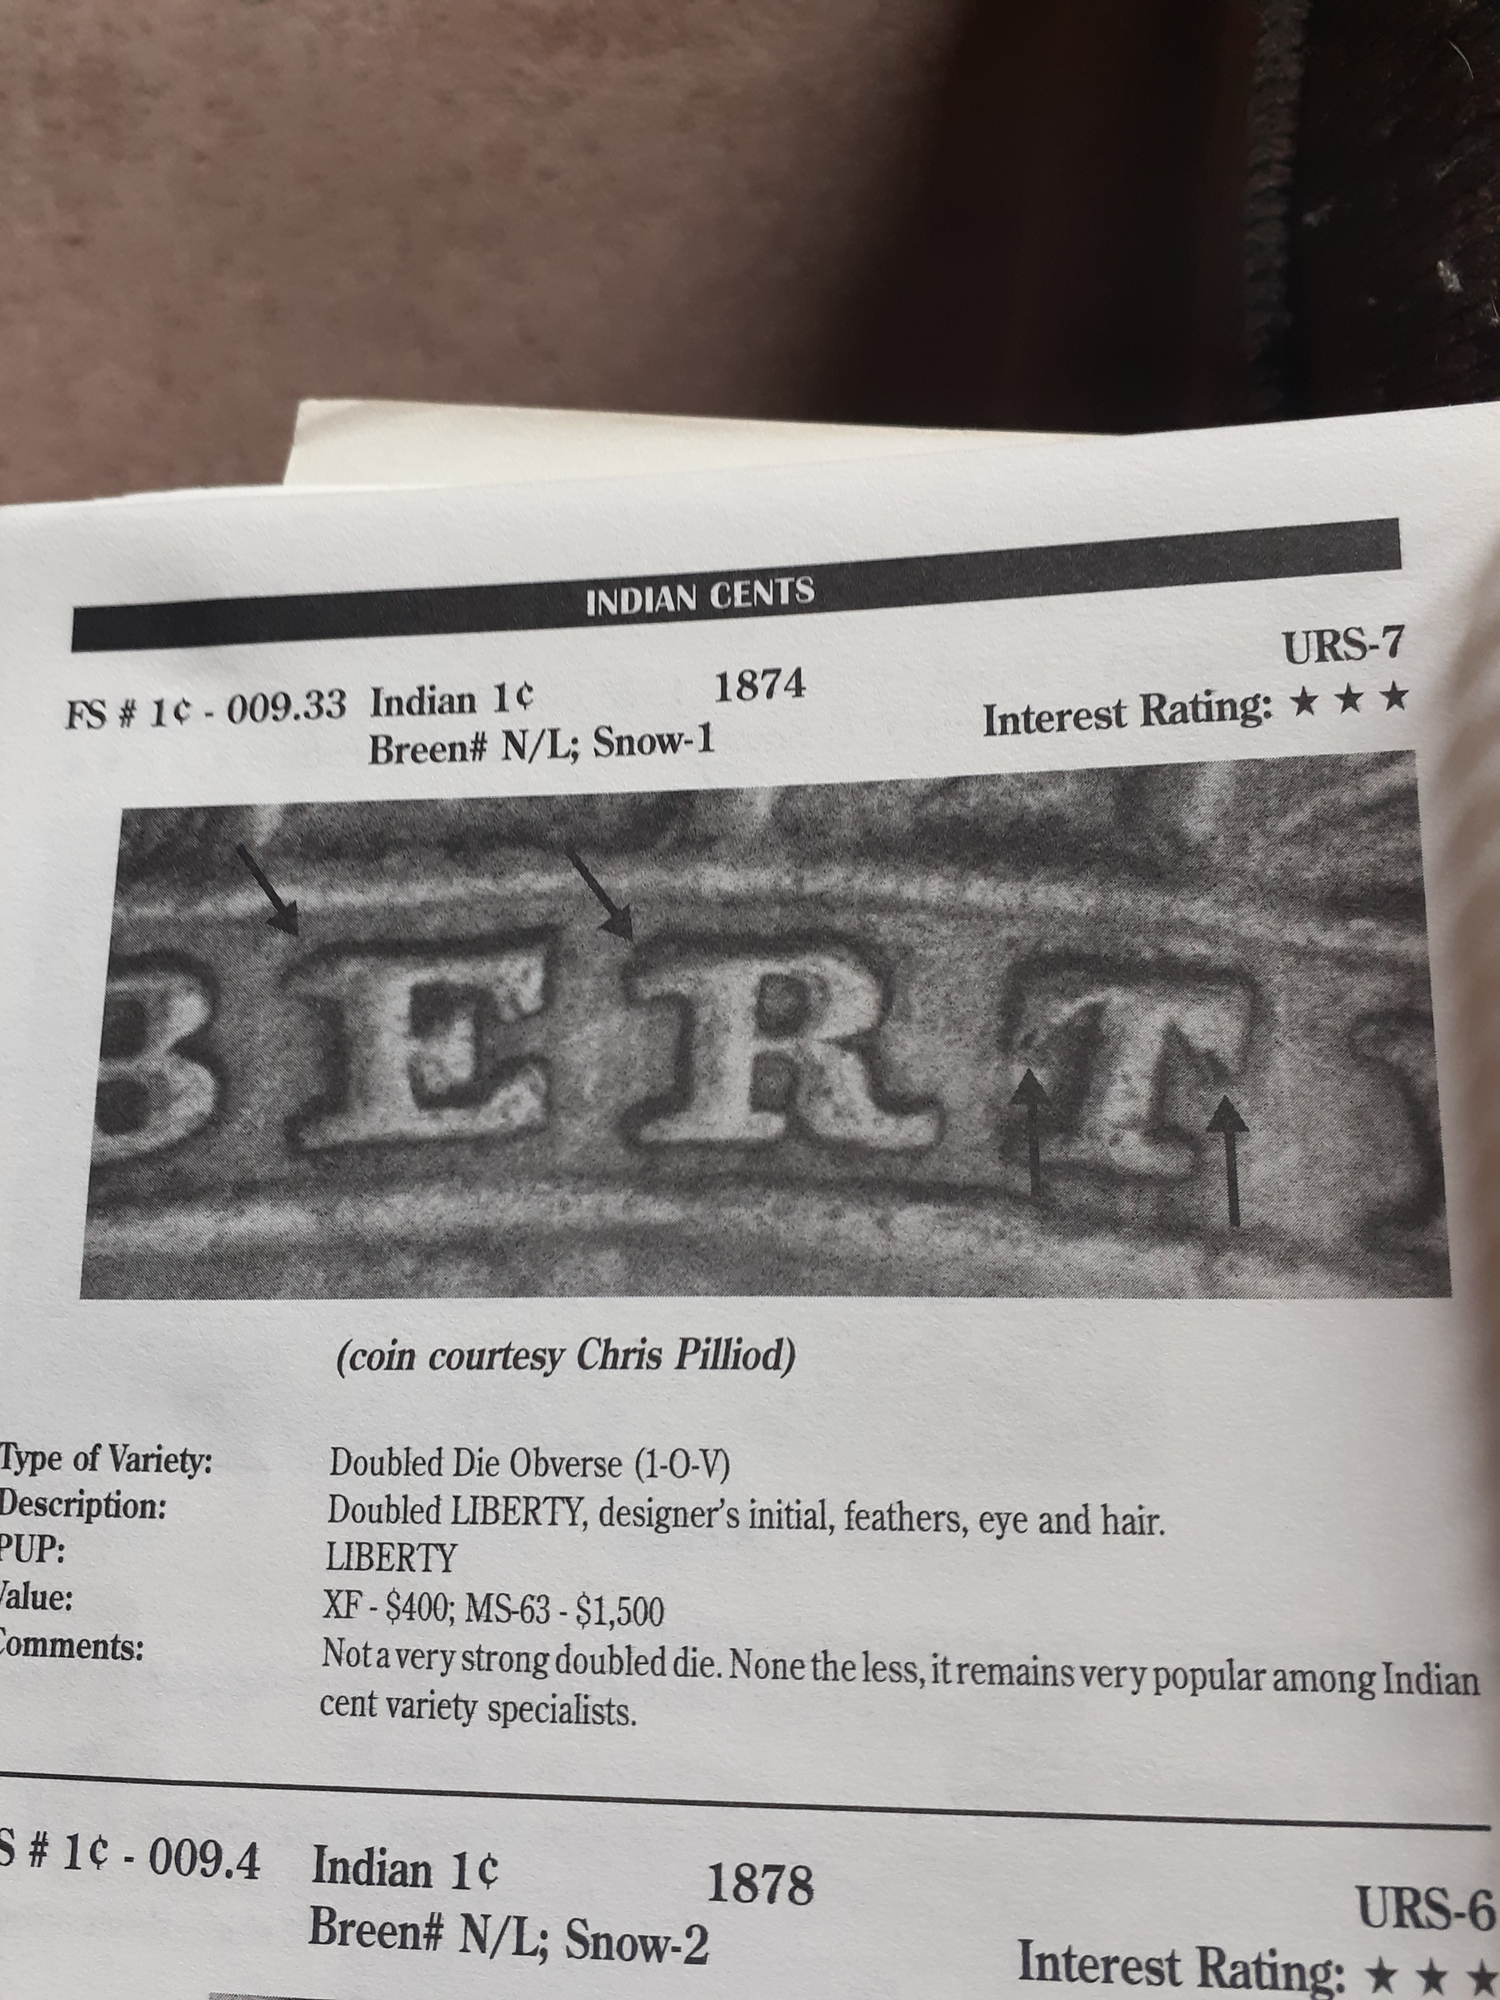 INDIAN CENTS
URS-7
FS # 1¢ - 009.33 Indian 1¢ 1874
Interest Rating: ★ ★ ★
Breen# N/L; Snow-1
BERT
(coin courtesy Chris Pilliod)
Type of Variety: Doubled Die Obverse (1-O-V)
Description: Doubled LIBERTY, designer's initial, feathers, eye and hair.
PUP: LIBERTY
Value: XF - $400; MS-63 - $1,500
Comments: Not a very strong doubled die. None the less, it remains very popular among Indian
cent variety specialists.
S # 1¢ - 009.4 Indian 1¢ 1878 URS-6
Breen# N/L; Snow-2 Interest Rating: ★ ★ ★